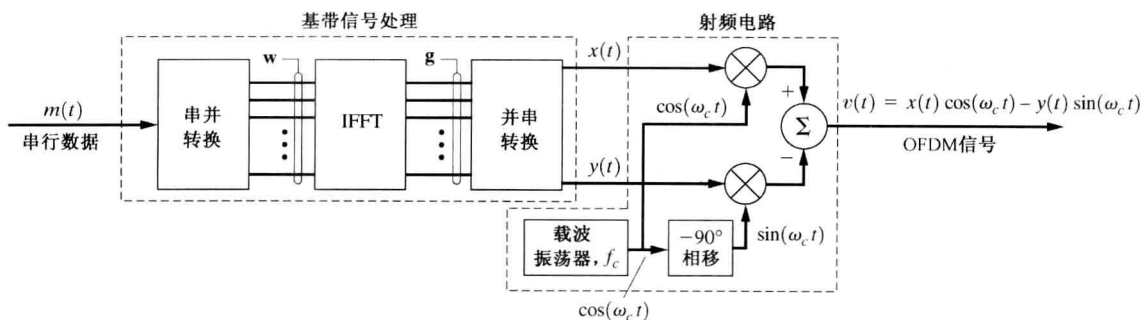 基带信号处理
射频电路
w
g
x(t)
m(t)
串行数据
串并
转换
IFFT
并串
转换
cos(ω_c t)
+
Σ
−
v(t) = x(t) cos(ω_c t) − y(t) sin(ω_c t)
OFDM信号
y(t)
载波
振荡器, f_c
−90°
相移
sin(ω_c t)
cos(ω_c t)